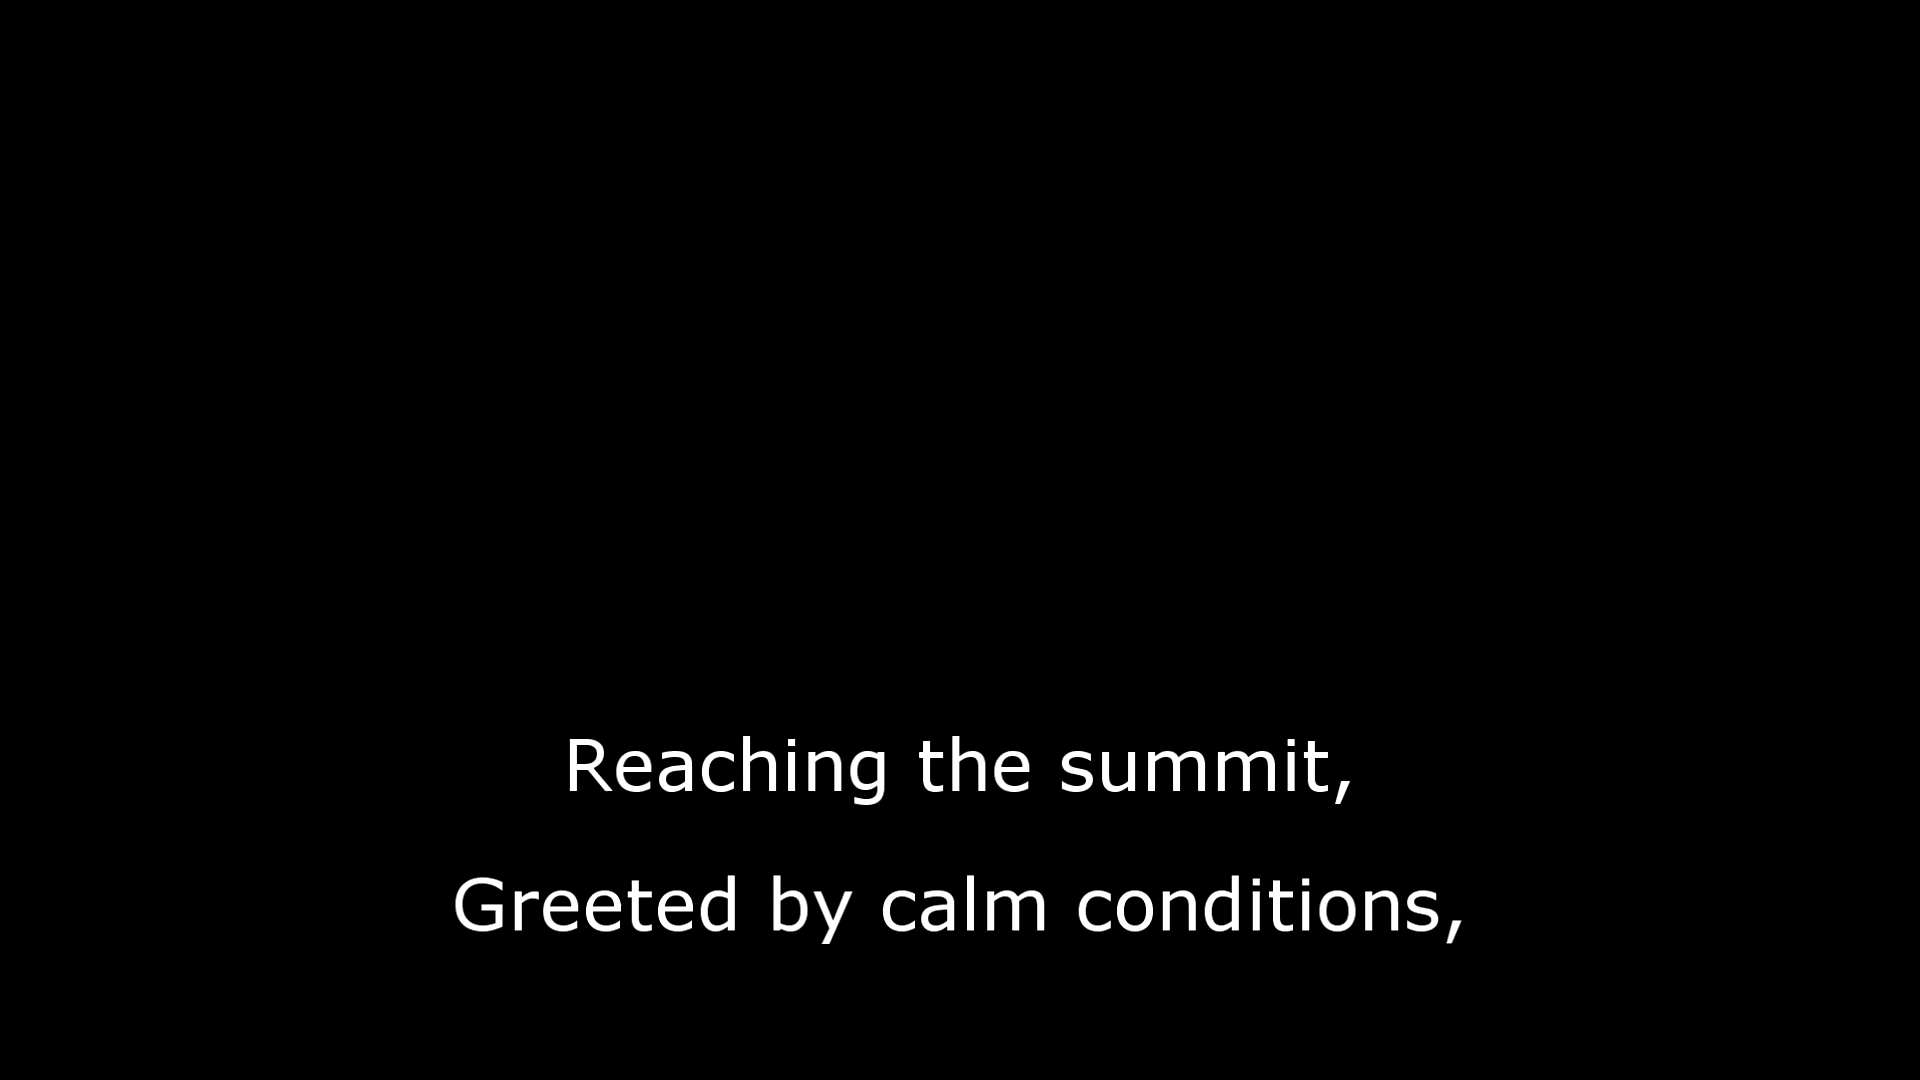 Reaching the summit,
Greeted by calm conditions,